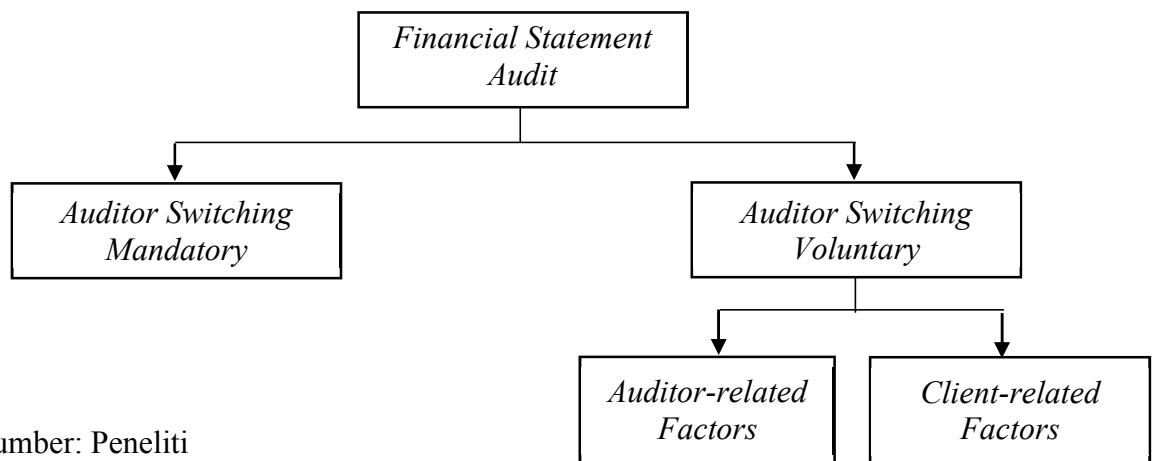 Financial Statement
Audit
Auditor Switching
Mandatory
Auditor Switching
Voluntary
Auditor-related
Factors
Client-related
Factors
umber: Peneliti